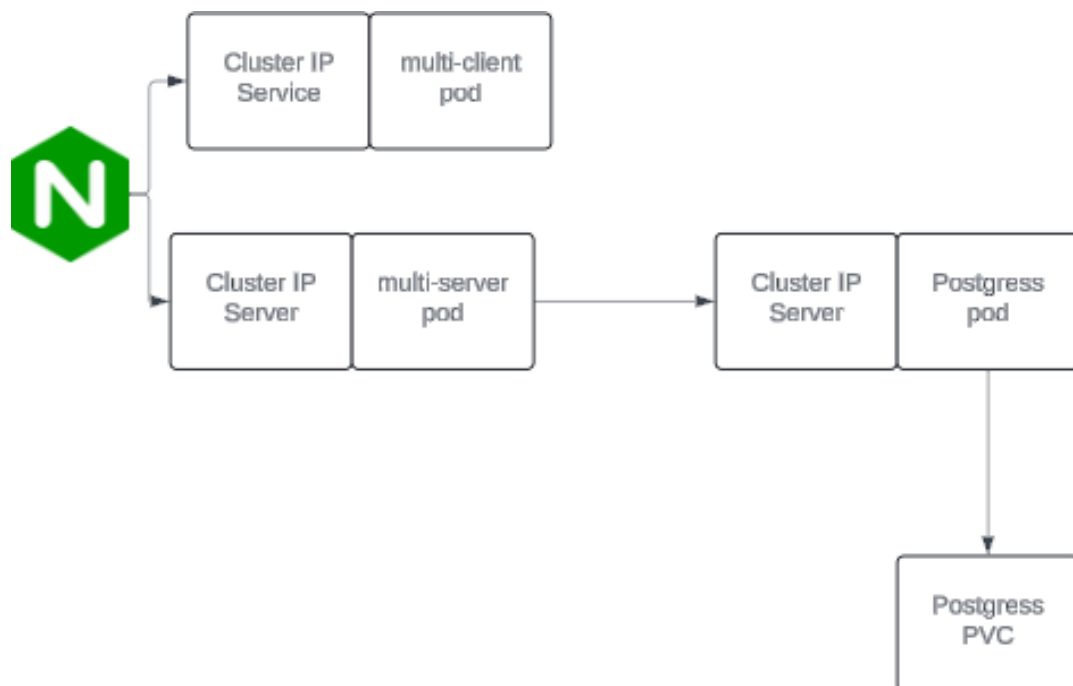 Cluster IP
Service
multi-client
pod
N
Cluster IP
Server
multi-server
pod
Cluster IP
Server
Postgress
pod
Postgress
PVC